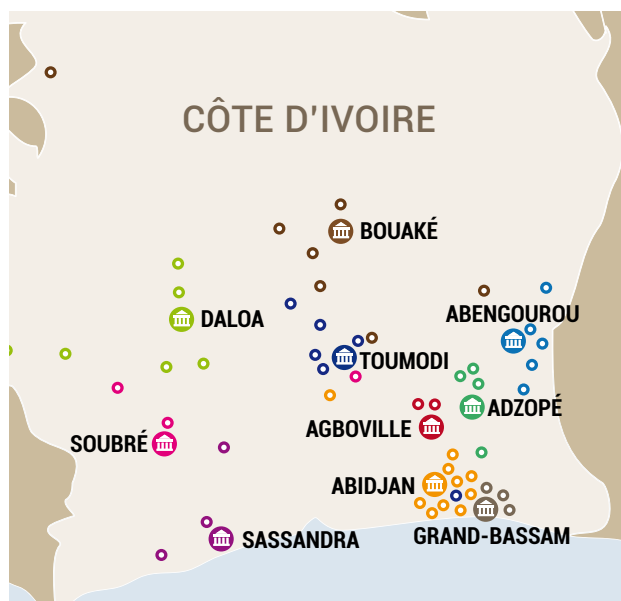 CÔTE D'IVOIRE
BOUAKÉ
ABENGOUROU
DALOA
TOUMODI
ADZOPÉ
AGBOVILLE
SOUBRÉ
ABIDJAN
GRAND-BASSAM
SASSANDRA